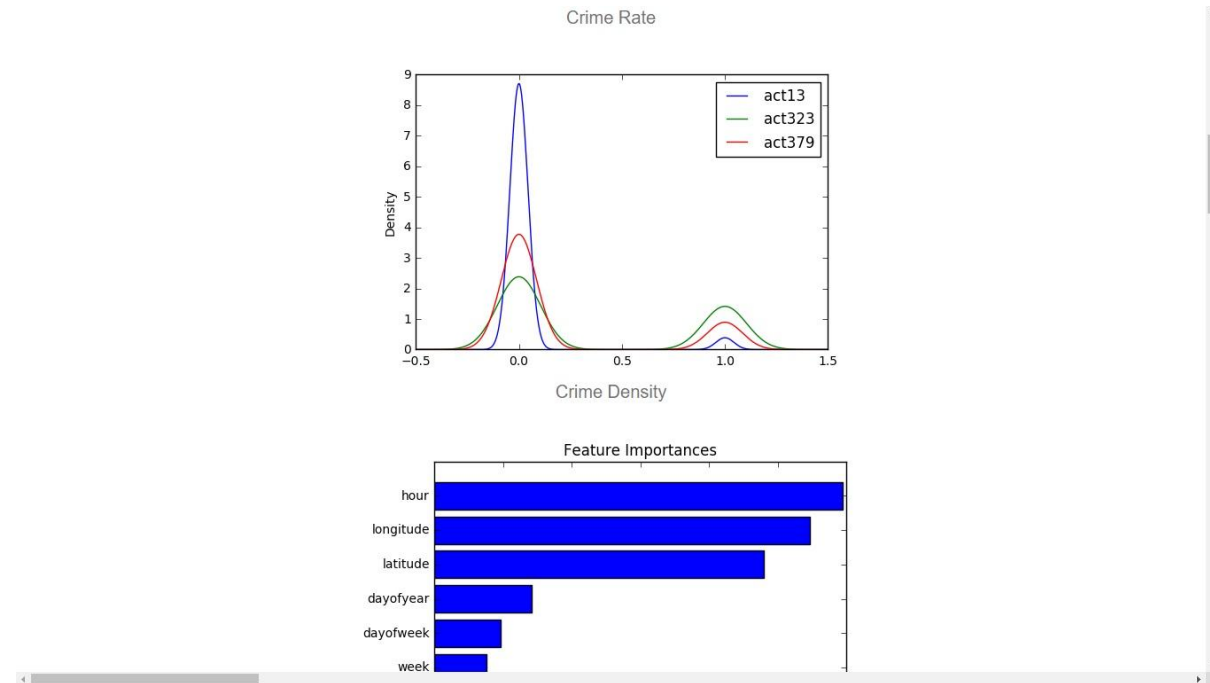 Crime Rate
9
8
7
6
5
4
3
2
1
0
Density
act13
act323
act379
−0.5 0.0 0.5 1.0 1.5
Crime Density
Feature Importances
hour
longitude
latitude
dayofyear
dayofweek
week